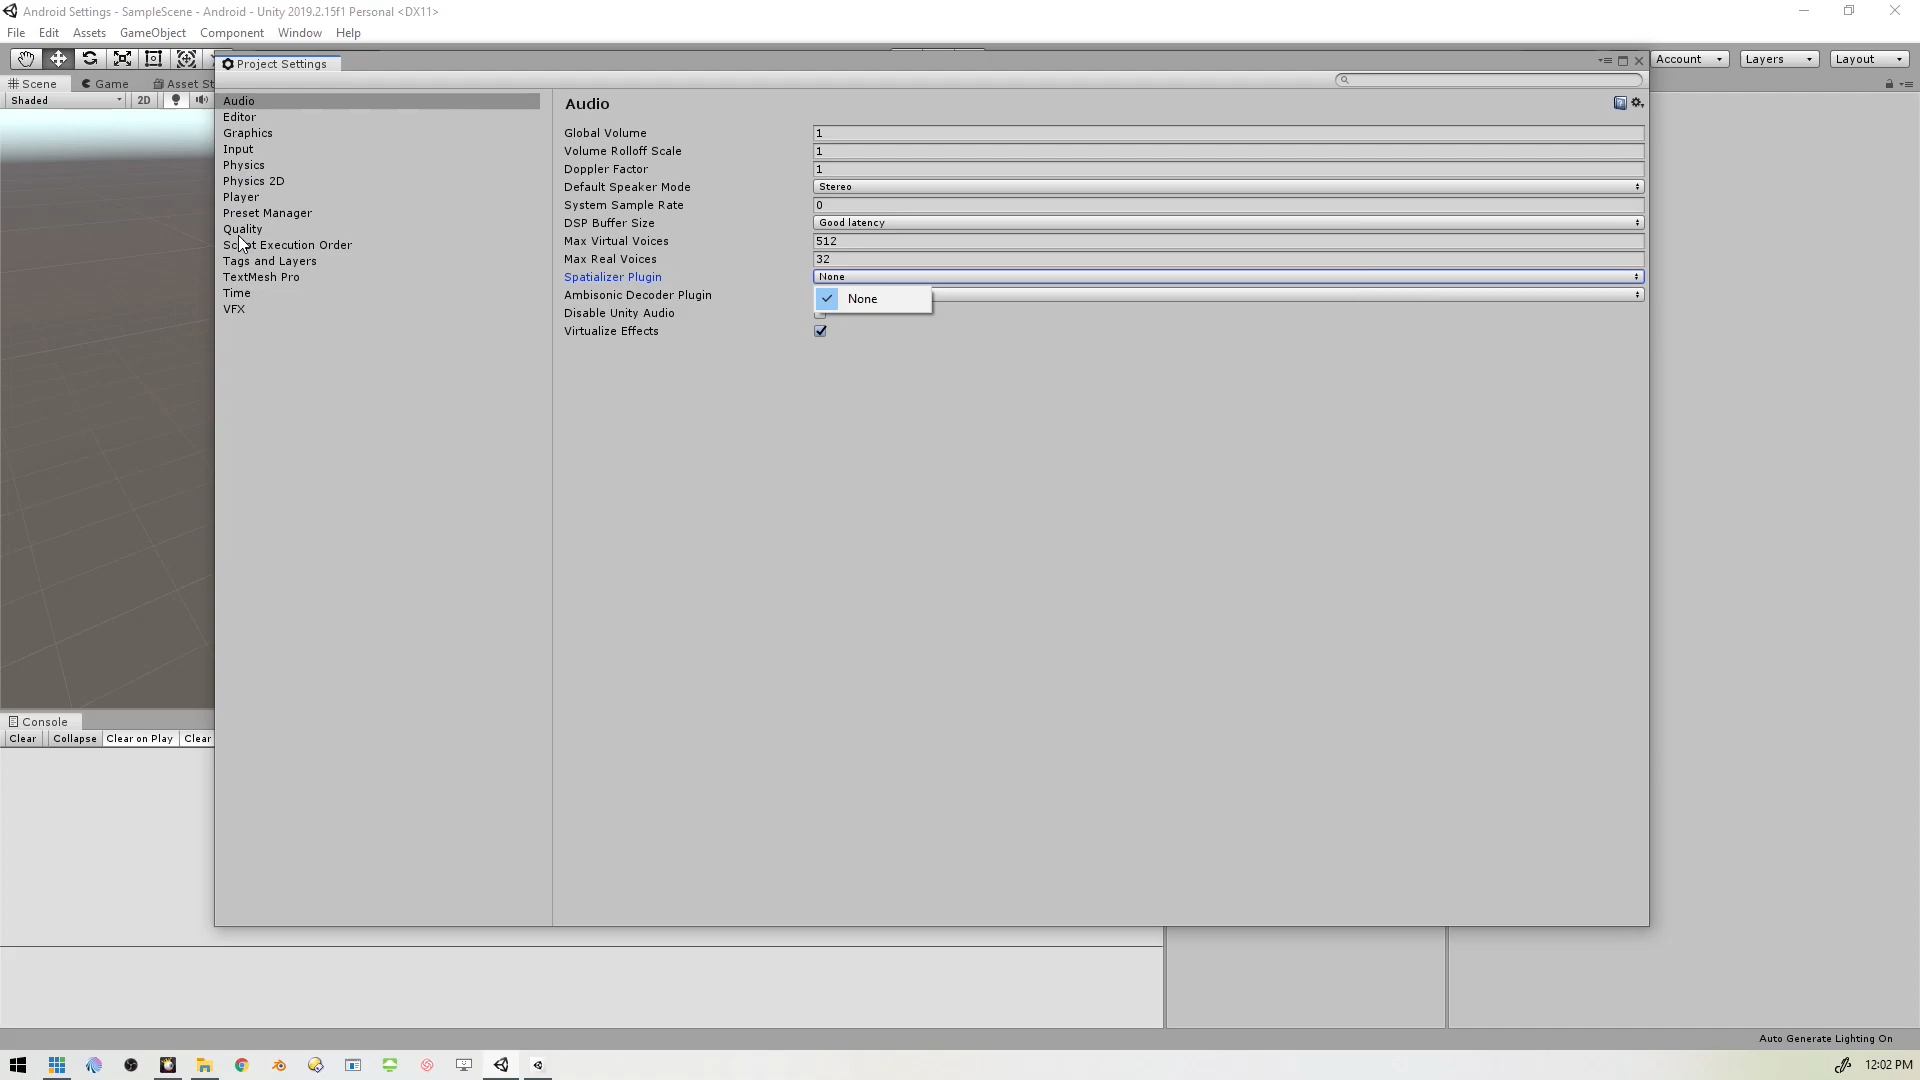 Android Settings - SampleScene - Android - Unity 2019.2.15f1 Personal <DX11>
File Edit Assets GameObject Component Window Help
Account Layers Layout
Project Settings
Scene Game Asset St
Shaded 2D
Audio
Editor
Graphics
Input
Physics
Physics 2D
Player
Preset Manager
Quality
Script Execution Order
Tags and Layers
TextMesh Pro
Time
VFX
Audio
Global Volume 1
Volume Rolloff Scale 1
Doppler Factor 1
Default Speaker Mode Stereo
System Sample Rate 0
DSP Buffer Size Good latency
Max Virtual Voices 512
Max Real Voices 32
Spatializer Plugin None
None
Ambisonic Decoder Plugin
Disable Unity Audio
Virtualize Effects
Console
Clear Collapse Clear on Play Clear
Auto Generate Lighting On
12:02 PM